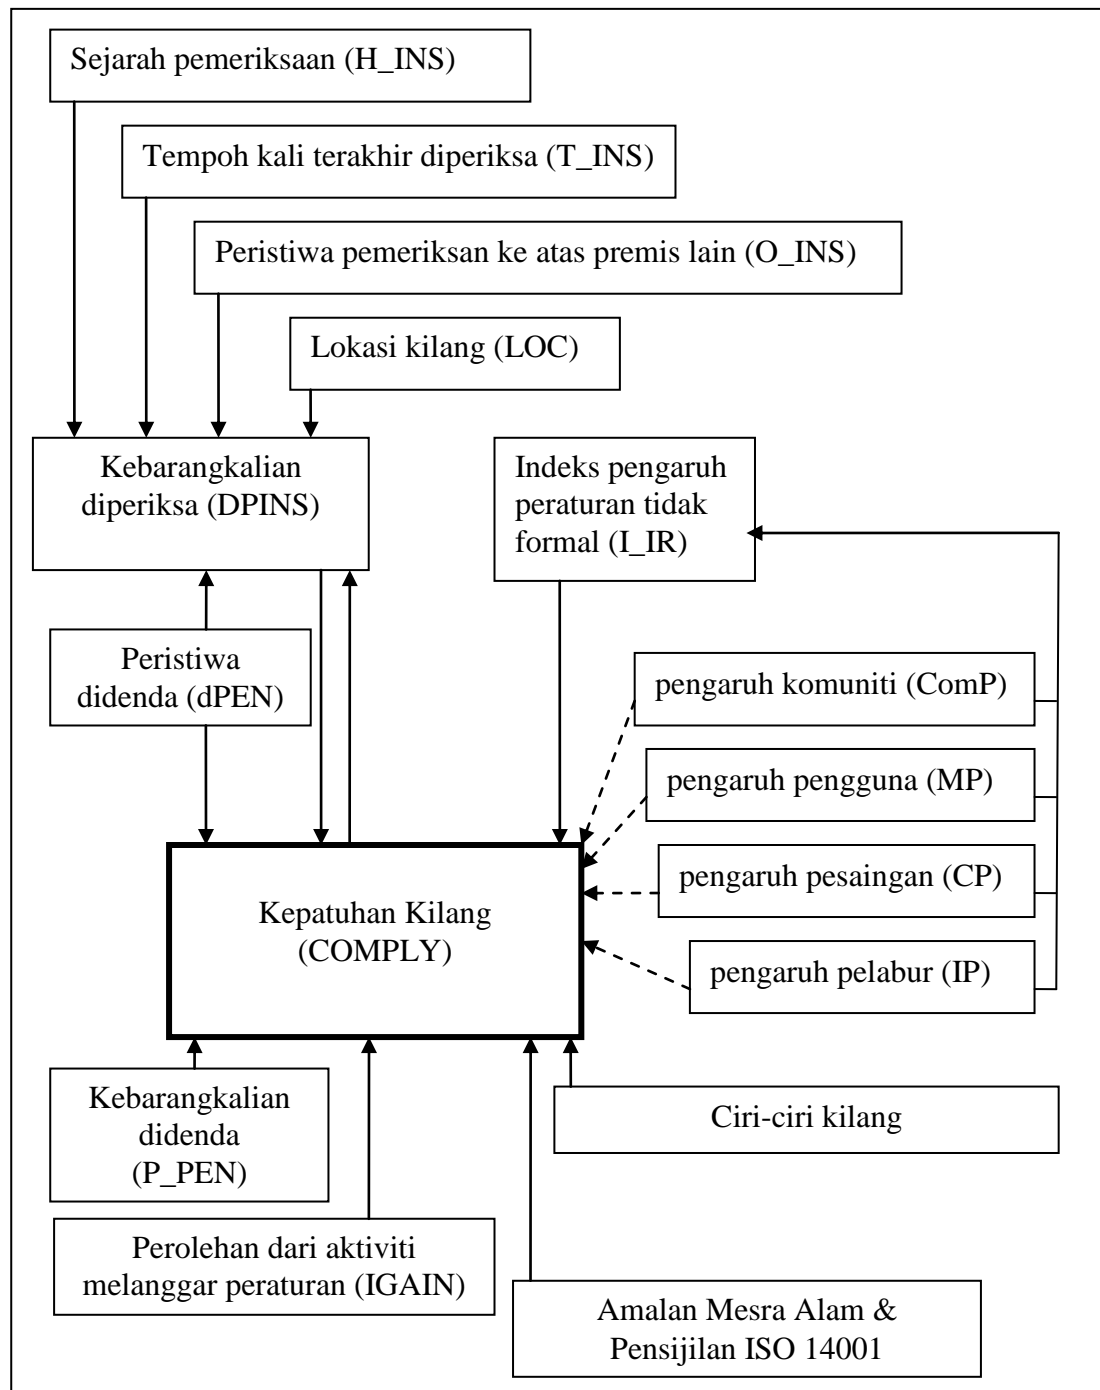 Sejarah pemeriksaan (H_INS)
Tempoh kali terakhir diperiksa (T_INS)
Peristiwa pemeriksan ke atas premis lain (O_INS)
Lokasi kilang (LOC)
Kebarangkalian
diperiksa (DPINS)
Indeks pengaruh
peraturan tidak
formal (I_IR)
Peristiwa
didenda (dPEN)
pengaruh komuniti (ComP)
pengaruh pengguna (MP)
pengaruh pesaingan (CP)
pengaruh pelabur (IP)
Kepatuhan Kilang
(COMPLY)
Kebarangkalian
didenda
(P_PEN)
Ciri-ciri kilang
Perolehan dari aktiviti
melanggar peraturan (IGAIN)
Amalan Mesra Alam &
Pensijilan ISO 14001